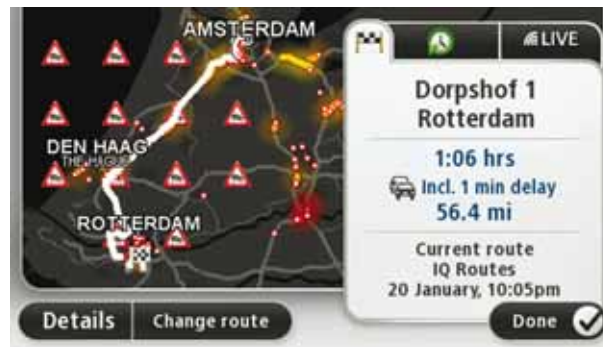 AMSTERDAM
DEN HAAG
THE HAGUE
ROTTERDAM
LIVE
Dorpshof 1
Rotterdam
1:06 hrs
Incl. 1 min delay
56.4 mi
Current route
IQ Routes
20 January, 10:05pm
Details
Change route
Done